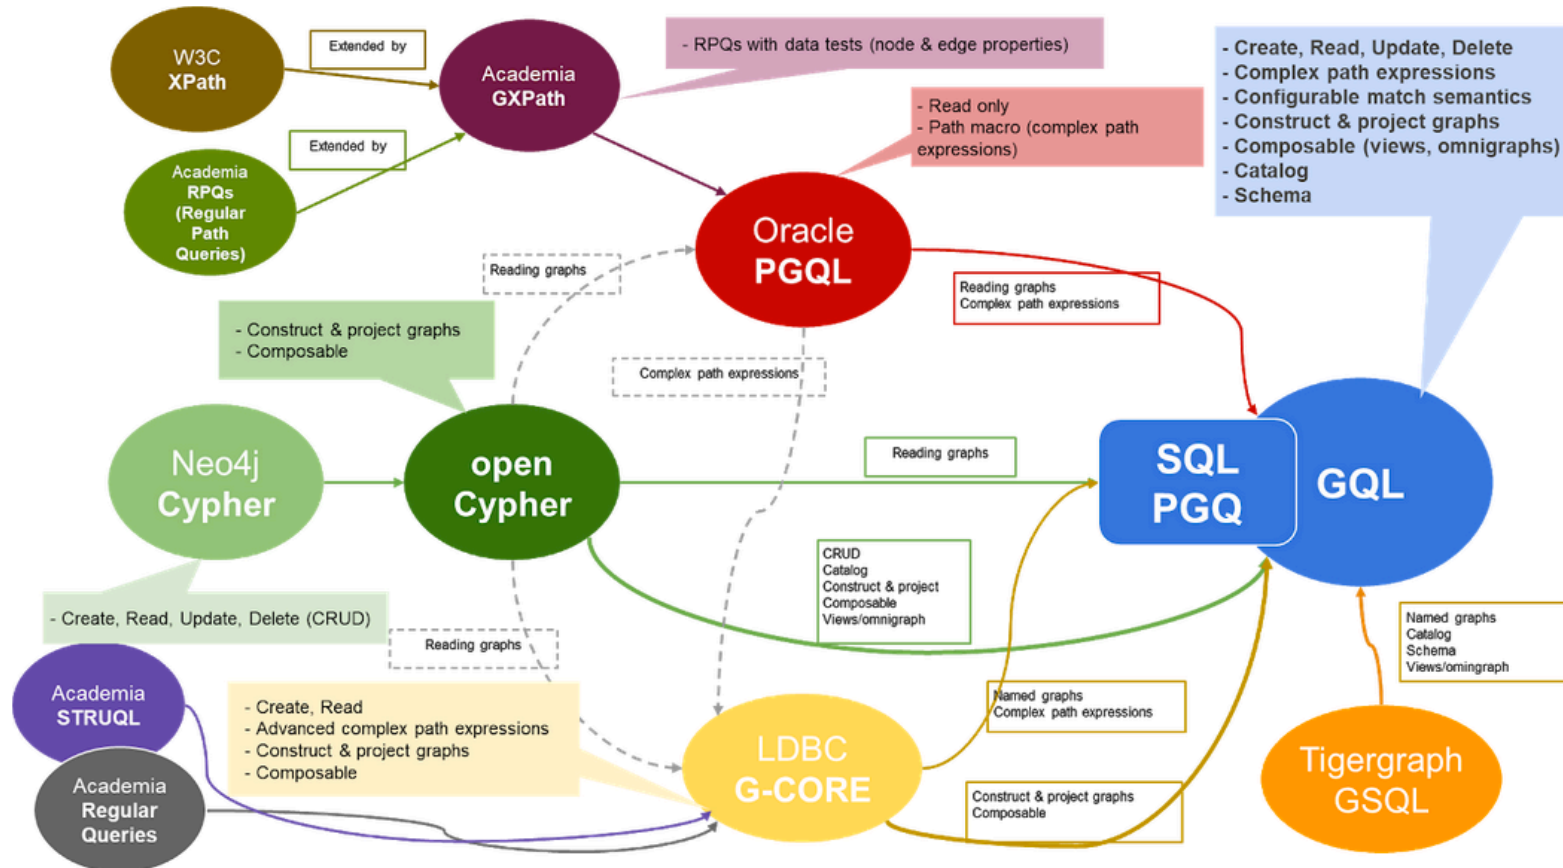 W3C
XPath
Extended by
Academia
GXPath
- RPQs with data tests (node & edge properties)
- Create, Read, Update, Delete
- Complex path expressions
- Configurable match semantics
- Construct & project graphs
- Composable (views, omnigraphs)
- Catalog
- Schema
- Read only
- Path macro (complex path
expressions)
Extended by
Academia
RPQs
(Regular
Path
Queries)
Oracle
PGQL
Reading graphs
Reading graphs
Complex path expressions
- Construct & project graphs
- Composable
Complex path expressions
Neo4j
Cypher
open
Cypher
Reading graphs
SQL
PGQ
GQL
CRUD
Catalog
Construct & project
Composable
Views/omnigraph
- Create, Read, Update, Delete (CRUD)
Reading graphs
Named graphs
Catalog
Schema
Views/omingraph
Academia
STRUQL
- Create, Read
- Advanced complex path expressions
- Construct & project graphs
- Composable
Named graphs
Complex path expressions
LDBC
G-CORE
Tigergraph
GSQL
Academia
Regular
Queries
Construct & project graphs
Composable